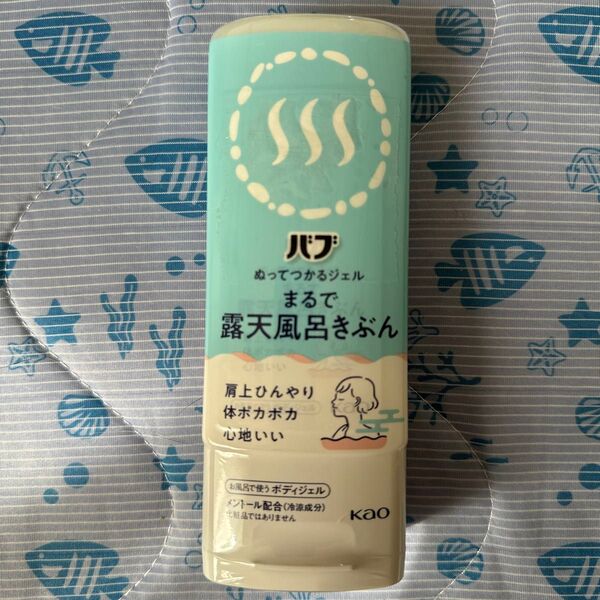 バブ
ぬってつかるジェル
まるで
露天風呂きぶん
肩上ひんやり
体ポカポカ
心地いい
お風呂で使う ボディジェル
メントール配合(冷涼成分)
化粧品ではありません
Kao